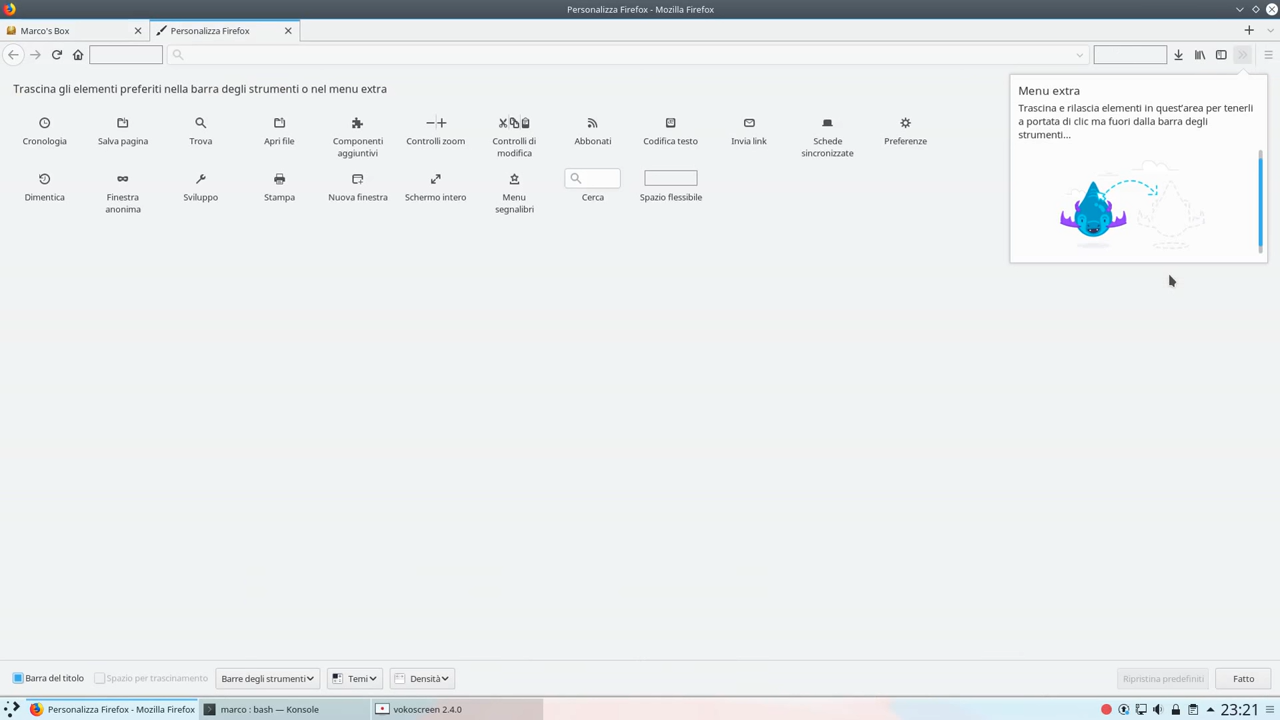 Personalizza Firefox - Mozilla Firefox
Marco's Box
Personalizza Firefox
Trascina gli elementi preferiti nella barra degli strumenti o nel menu extra
Cronologia
Salva pagina
Trova
Apri file
Componenti
aggiuntivi
Controlli zoom
Controlli di
modifica
Abbonati
Codifica testo
Invia link
Schede
sincronizzate
Preferenze
Dimentica
Finestra
anonima
Sviluppo
Stampa
Nuova finestra
Schermo intero
Menu
segnalibri
Cerca
Spazio flessibile
Menu extra
Trascina e rilascia elementi in quest'area per tenerli
a portata di clic ma fuori dalla barra degli
strumenti...
Barra del titolo
Spazio per trascinamento
Barre degli strumenti
Temi
Densità
Ripristina predefiniti
Fatto
Personalizza Firefox - Mozilla Firefox
marco : bash — Konsole
vokoscreen 2.4.0
23:21